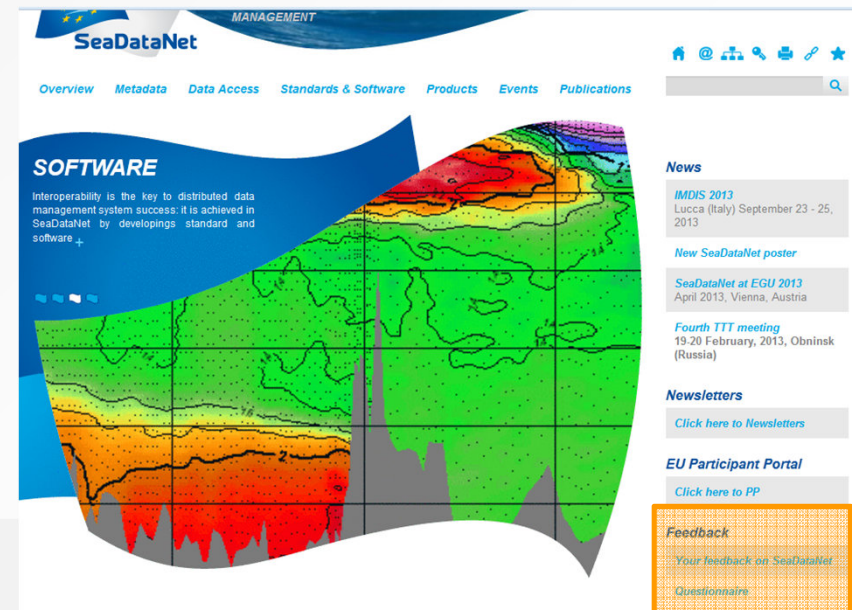 MANAGEMENT
SeaDataNet
Overview Metadata Data Access Standards & Software Products Events Publications
SOFTWARE
Interoperability is the key to distributed data
management system success: it is achieved in
SeaDataNet by developings standard and
software +
News
IMDIS 2013
Lucca (Italy) September 23 - 25,
2013
New SeaDataNet poster
SeaDataNet at EGU 2013
April 2013, Vienna, Austria
Fourth TTT meeting
19-20 February, 2013, Obninsk
(Russia)
Newsletters
Click here to Newsletters
EU Participant Portal
Click here to PP
Feedback
Your feedback on SeaDataNet
Questionnaire